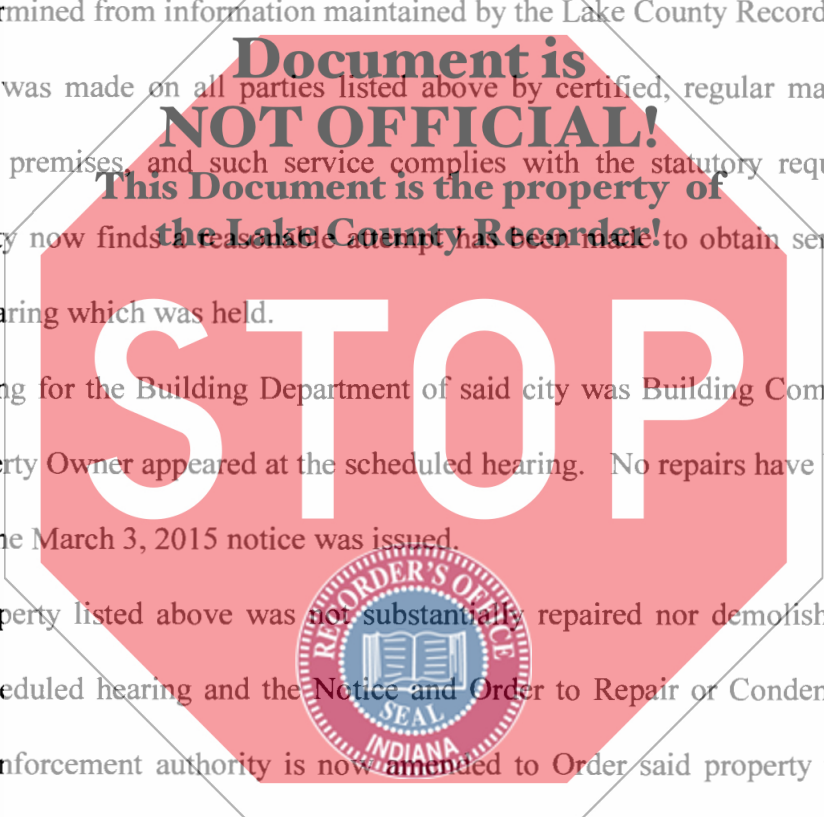 rmined from information maintained by the Lake County Record
Document is
was made on all parties listed above by certified, regular ma
NOT OFFICIAL!
premises, and such service complies with the statutory requ
This Document is the property of
y now finds a reasonable attempt has been made to obtain ser
the Lake County Recorder!
aring which was held.
STOP
ng for the Building Department of said city was Building Com
erty Owner appeared at the scheduled hearing. No repairs have
ne March 3, 2015 notice was issued.
RECORDER'S OFFICE
perty listed above was not substantially repaired nor demolish
eduled hearing and the Notice and Order to Repair or Conden
SEAL
INDIANA
nforcement authority is now amended to Order said property